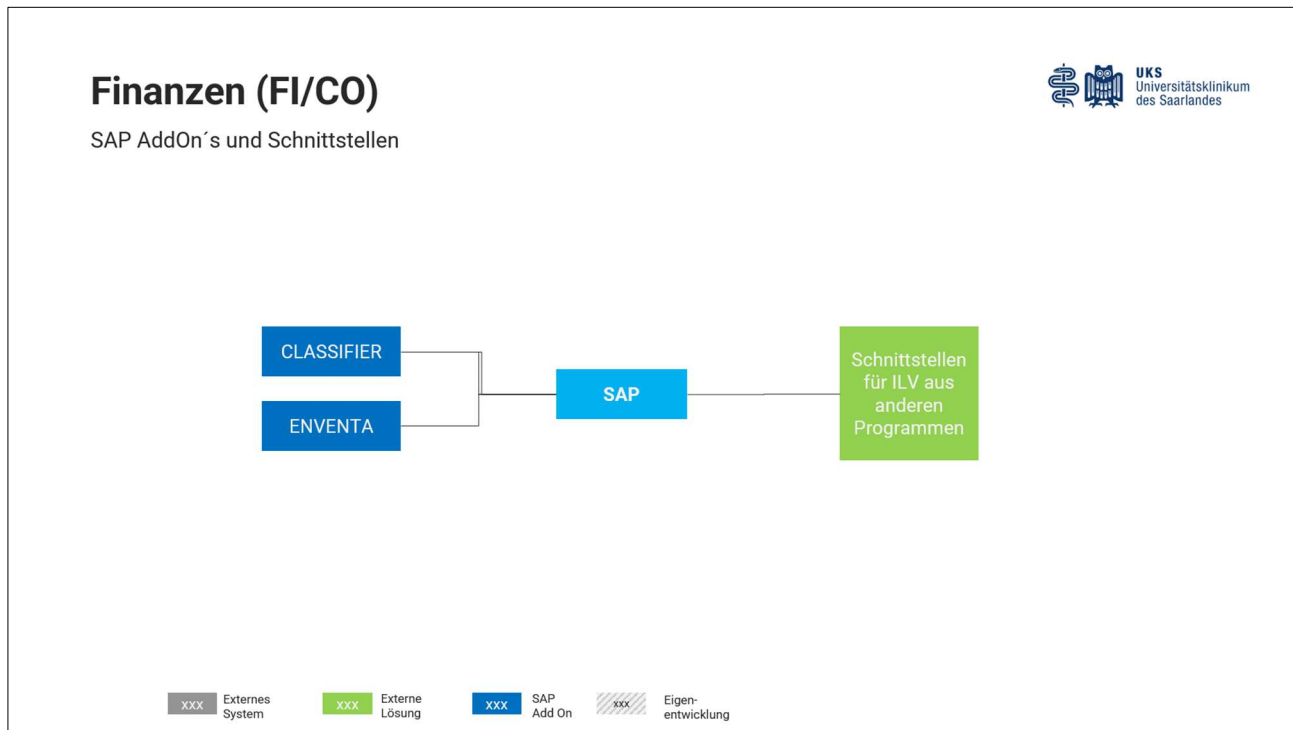 Finanzen (FI/CO)
SAP AddOn´s und Schnittstellen
UKS
Universitätsklinikum
des Saarlandes
CLASSIFIER
ENVENTA
SAP
Schnittstellen
für ILV aus
anderen
Programmen
xxx
Externes
System
xxx
Externe
Lösung
xxx
SAP
Add On
xxx
Eigen-
entwicklung